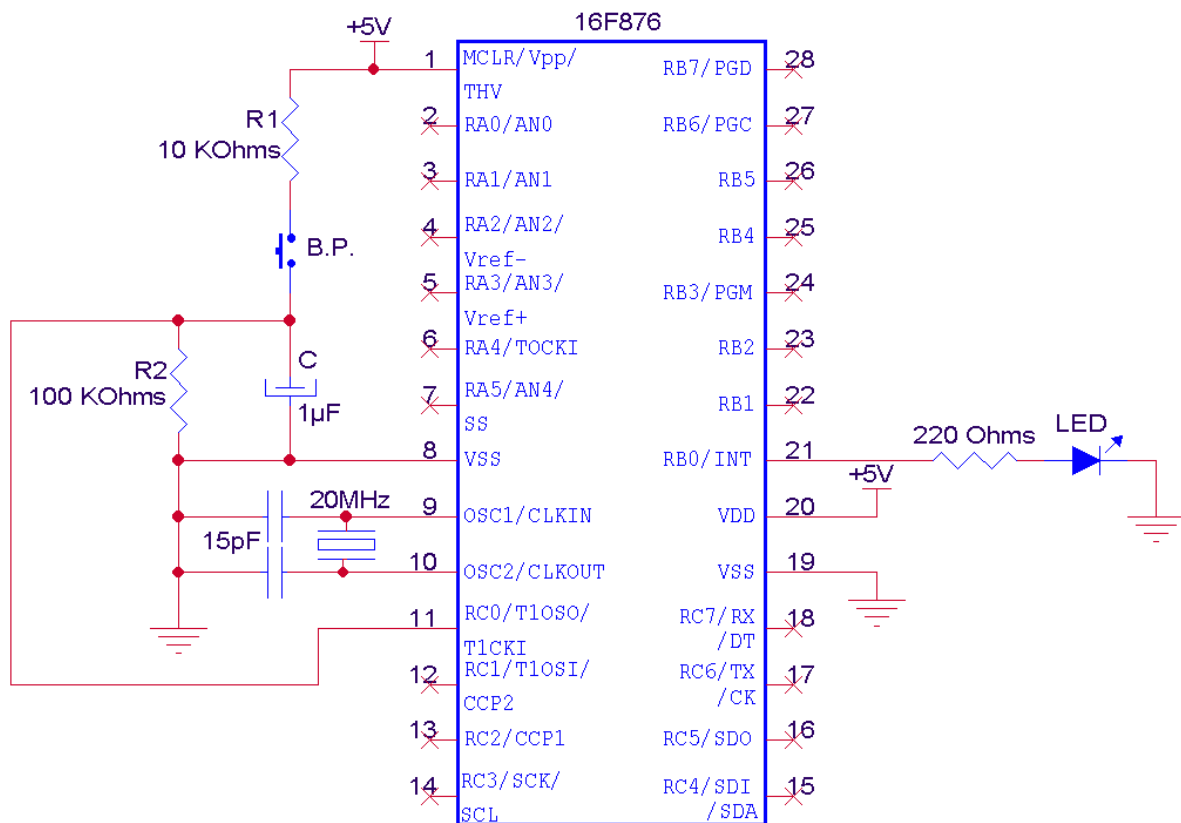 16F876
+5V
1
MCLR/Vpp/
THV
RB7/PGD
28
R1
10 KOhms
2
RA0/AN0
RB6/PGC
27
3
RA1/AN1
RB5
26
B.P.
4
RA2/AN2/
Vref-
RB4
25
5
RA3/AN3/
Vref+
RB3/PGM
24
R2
100 KOhms
C
1µF
6
RA4/TOCKI
RB2
23
7
RA5/AN4/
SS
RB1
22
8
VSS
RB0/INT
21
220 Ohms
LED
+5V
15pF
20MHz
9
OSC1/CLKIN
VDD
20
10
OSC2/CLKOUT
VSS
19
11
RC0/T1OSO/
T1CKI
RC7/RX
/DT
18
12
RC1/T1OSI/
CCP2
RC6/TX
/CK
17
13
RC2/CCP1
RC5/SDO
16
14
RC3/SCK/
SCL
RC4/SDI
/SDA
15